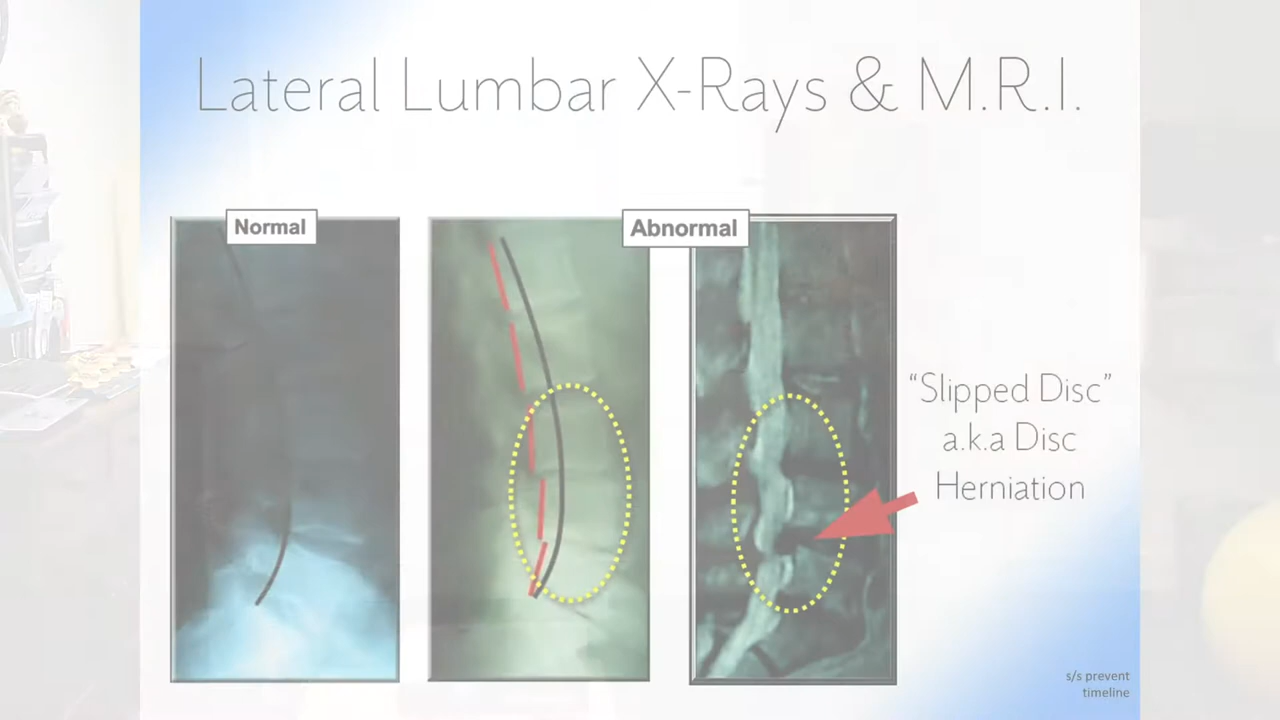 Lateral Lumbar X-Rays & M.R.I.
Normal
Abnormal
“Slipped Disc”
a.k.a Disc
Herniation
s/s prevent
timeline